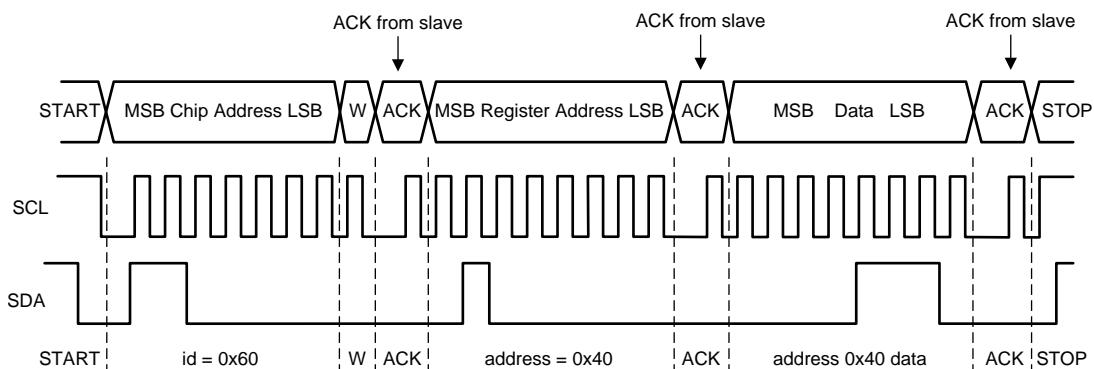 ACK from slave ACK from slave ACK from slave
START MSB Chip Address LSB W ACK MSB Register Address LSB ACK MSB Data LSB ACK STOP
SCL
SDA
START id = 0x60 W ACK address = 0x40 ACK address 0x40 data ACK STOP